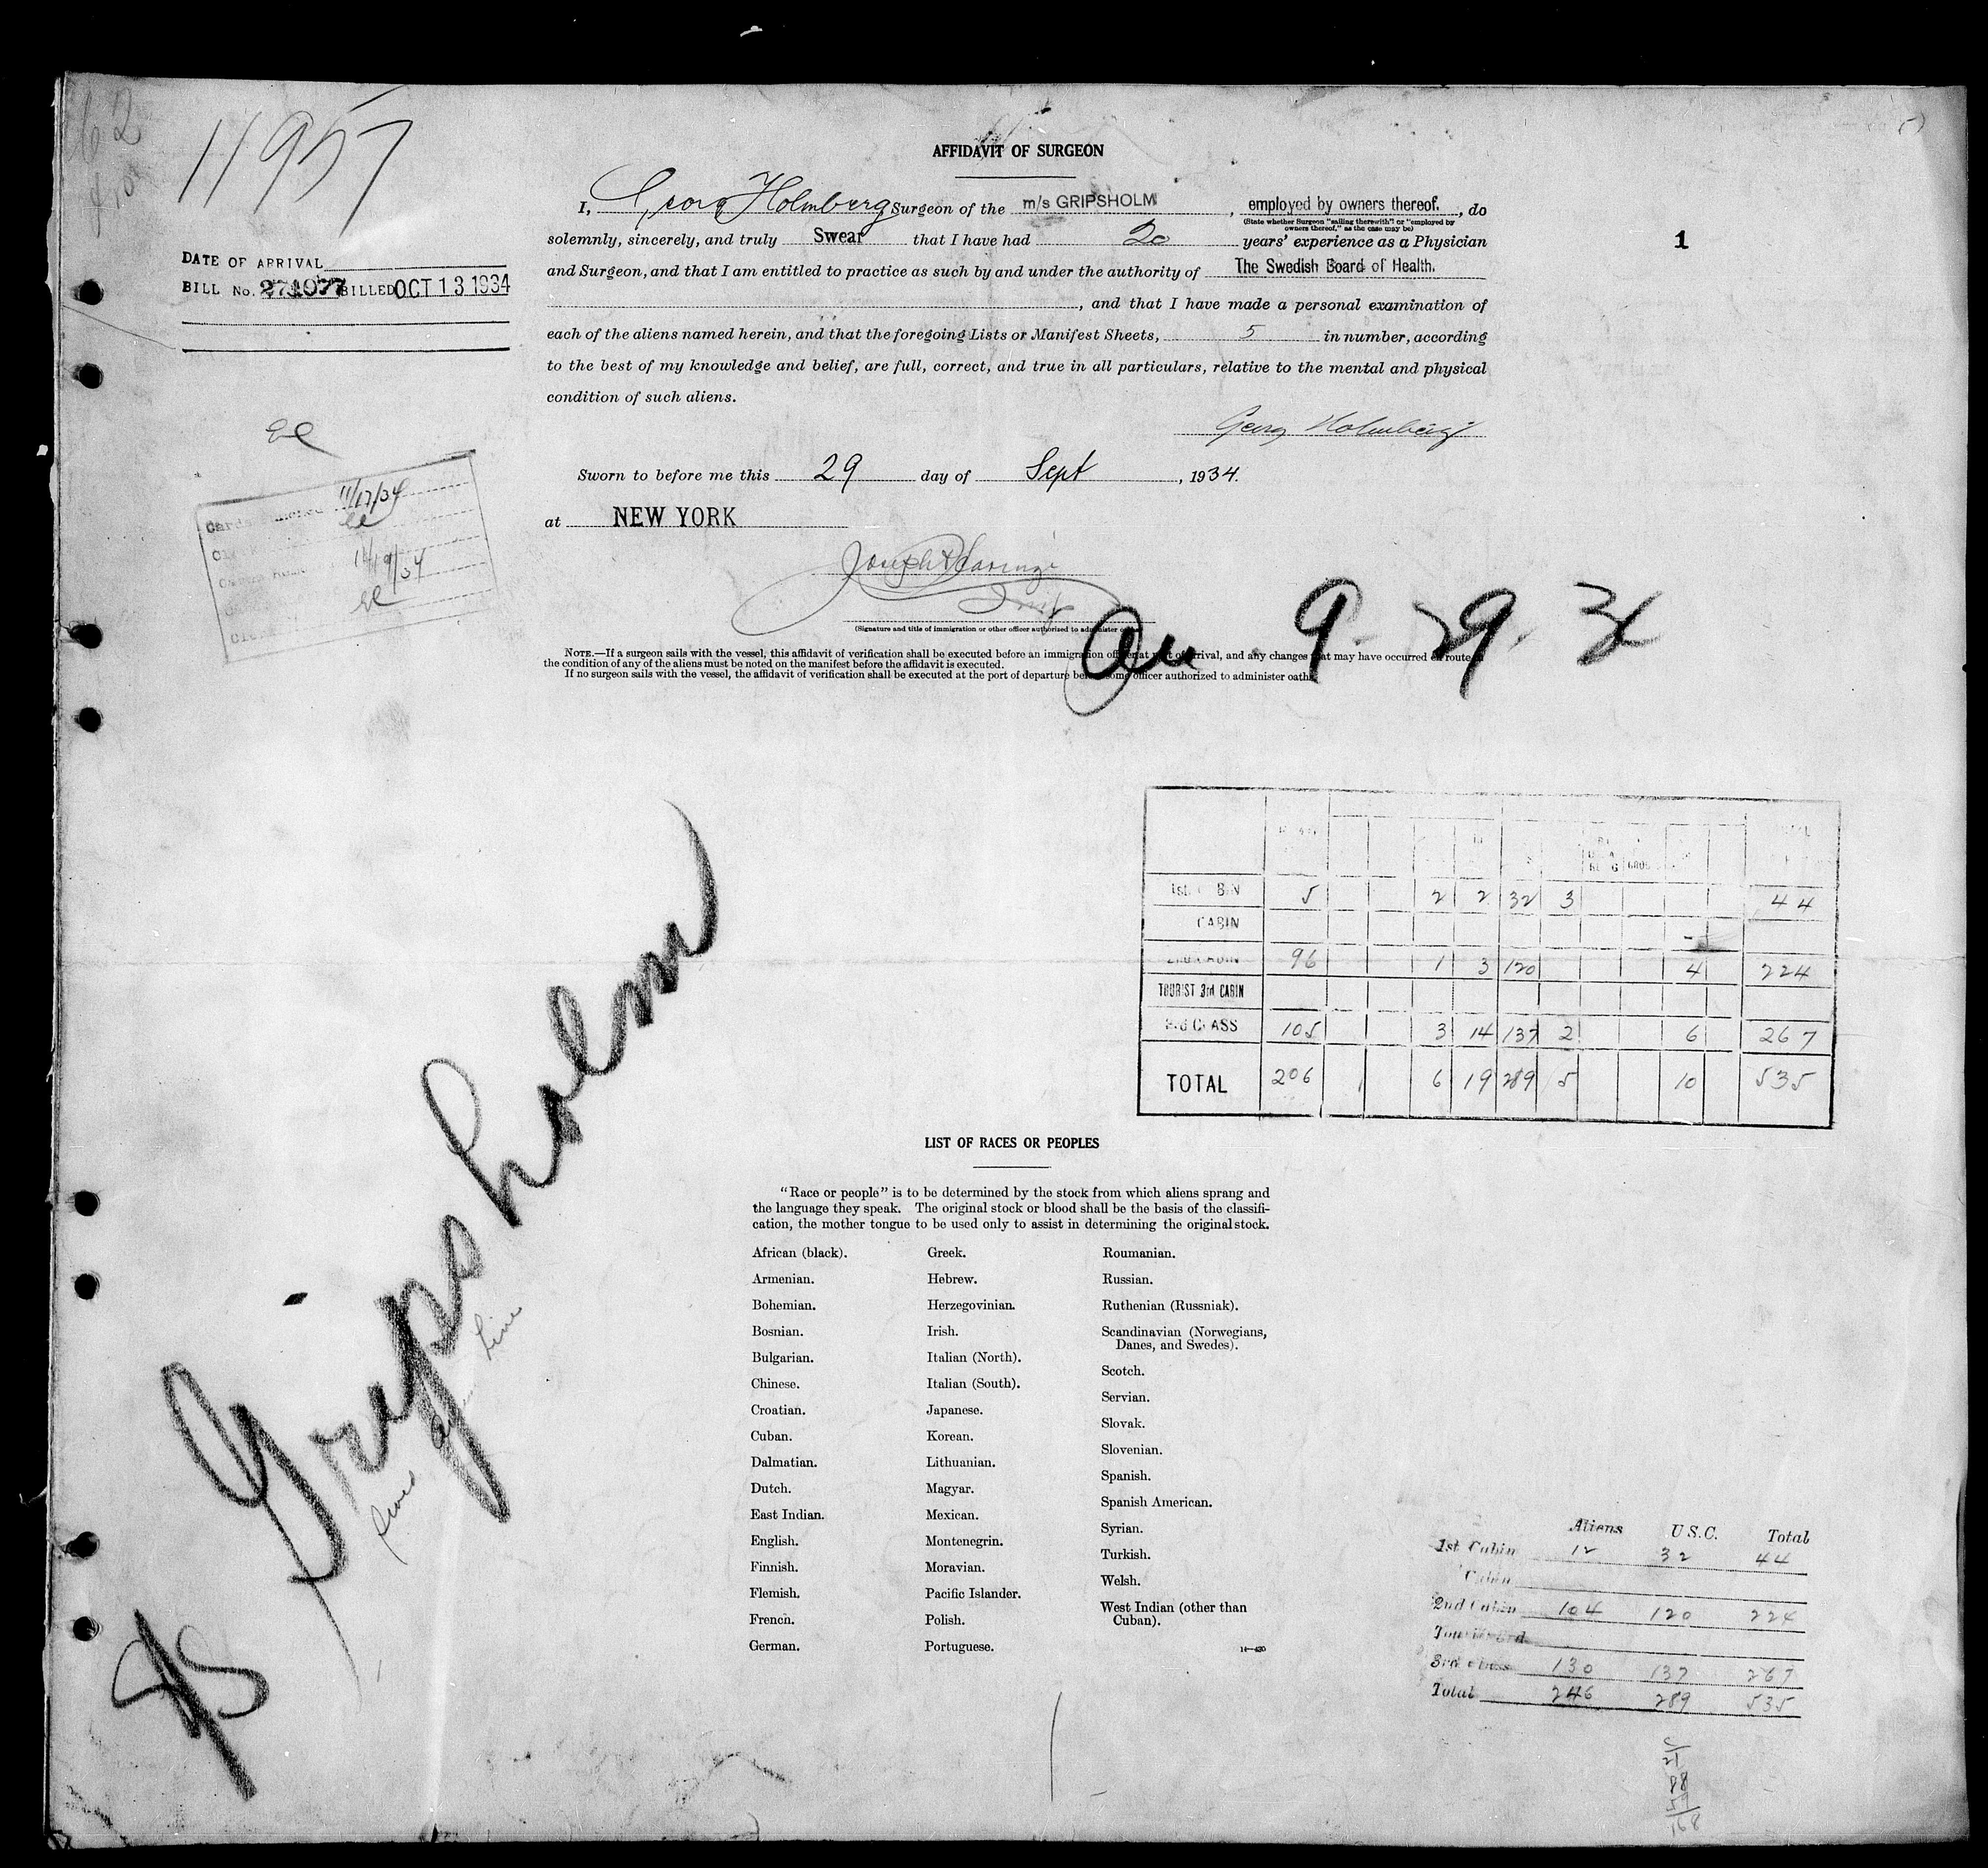 62
11957
AFFIDAVIT OF SURGEON
I, Georg Holmberg Surgeon of the m/s GRIPSHOLM, employed by owners thereof., do
(State whether Surgeon "sailing therewith" or "employed by
owners thereof," as the case may be)
solemnly, sincerely, and truly Swear that I have had 20 years' experience as a Physician
1
and Surgeon, and that I am entitled to practice as such by and under the authority of The Swedish Board of Health.
, and that I have made a personal examination of
each of the aliens named herein, and that the foregoing Lists or Manifest Sheets, 5 in number, according
to the best of my knowledge and belief, are full, correct, and true in all particulars, relative to the mental and physical
condition of such aliens.
Georg Holmberg
Sworn to before me this 29 day of Sept, 1934.
at NEW YORK
DATE OF ARRIVAL
BILL No. BILLED OCT 13 1934
11/17/34
(Signature and title of immigration or other officer authorized to administer
9-29-34
NOTE.—If a surgeon sails with the vessel, this affidavit of verification shall be executed before an immigration officer at port of arrival, and any changes that may have occurred en route in
the condition of any of the aliens must be noted on the manifest before the affidavit is executed.
If no surgeon sails with the vessel, the affidavit of verification shall be executed at the port of departure before some officer authorized to administer oaths.
1st CABIN 5 2 2 32 3 44
CABIN
2nd CABIN 96 1 3 120 4 224
TOURIST 3rd CABIN
3rd CLASS 105 3 14 137 2 6 267
TOTAL 206 6 19 289 5 10 535
Gripsholm
Swed Am Line
LIST OF RACES OR PEOPLES
"Race or people" is to be determined by the stock from which aliens sprang and
the language they speak. The original stock or blood shall be the basis of the classifi-
cation, the mother tongue to be used only to assist in determining the original stock.
African (black).
Armenian.
Bohemian.
Bosnian.
Bulgarian.
Chinese.
Croatian.
Cuban.
Dalmatian.
Dutch.
East Indian.
English.
Finnish.
Flemish.
French.
German.
Greek.
Hebrew.
Herzegovinian.
Irish.
Italian (North).
Italian (South).
Japanese.
Korean.
Lithuanian.
Magyar.
Mexican.
Montenegrin.
Moravian.
Pacific Islander.
Polish.
Portuguese.
Roumanian.
Russian.
Ruthenian (Russniak).
Scandinavian (Norwegians,
Danes, and Swedes).
Scotch.
Servian.
Slovak.
Slovenian.
Spanish.
Spanish American.
Syrian.
Turkish.
Welsh.
West Indian (other than
Cuban).
Aliens U.S.C. Total
1st Cabin 12 32 44
Cabin
2nd Cabin 104 120 224
Tourist 3rd
3rd class 130 137 267
Total 246 289 535